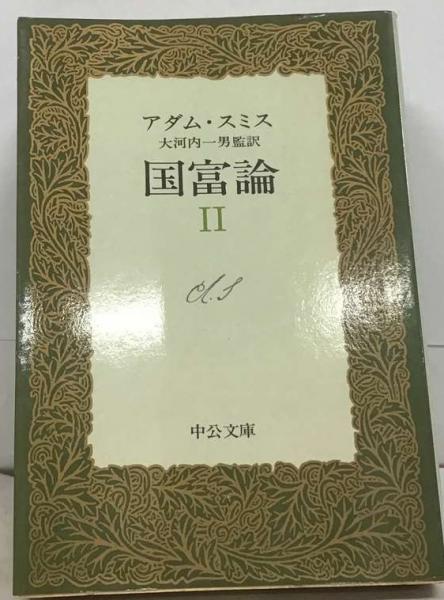 アダム・スミス
大河内一男監訳
国富論
II
中公文庫